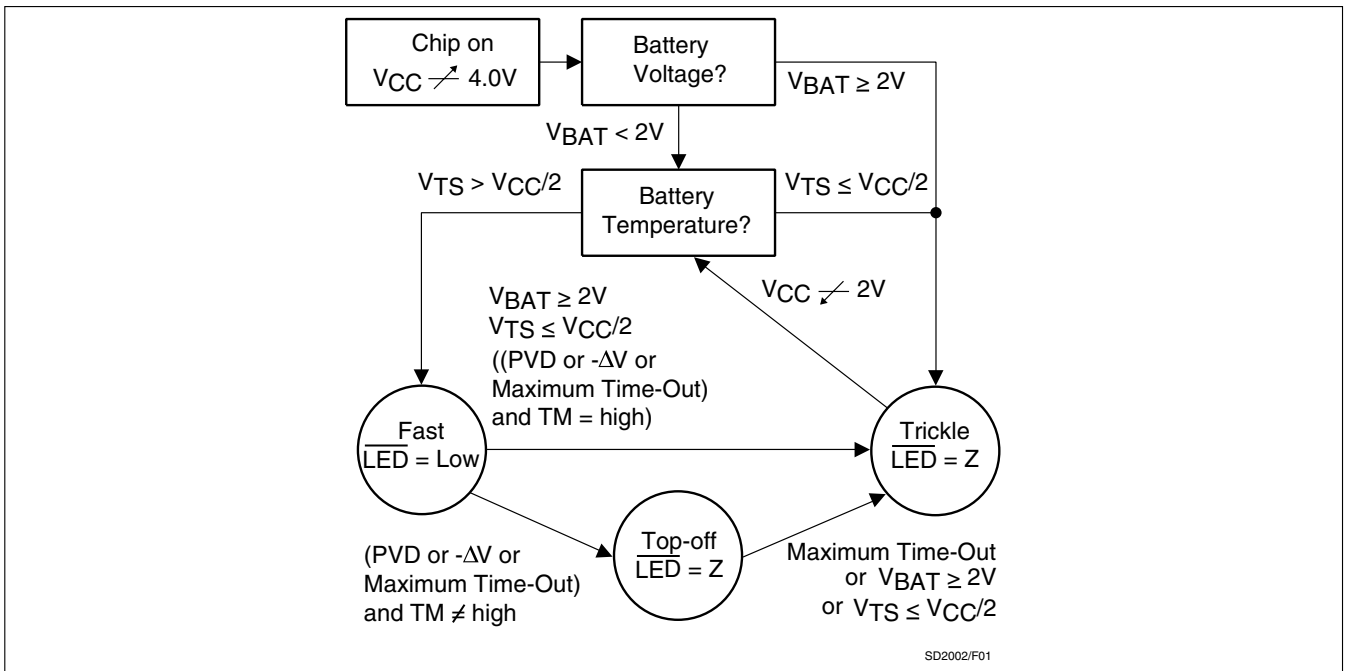 Chip on
VCC ↗ 4.0V
Battery
Voltage?
VBAT ≥ 2V
VBAT < 2V
VTS > VCC/2
Battery
Temperature?
VTS ≤ VCC/2
VCC ↙ 2V
VBAT ≥ 2V
VTS ≤ VCC/2
((PVD or -∆V or
Maximum Time-Out)
and TM = high)
Fast
LED = Low
Trickle
LED = Z
Top-off
LED = Z
(PVD or -∆V or
Maximum Time-Out)
and TM ≠ high
Maximum Time-Out
or VBAT ≥ 2V
or VTS ≤ VCC/2
SD2002/F01